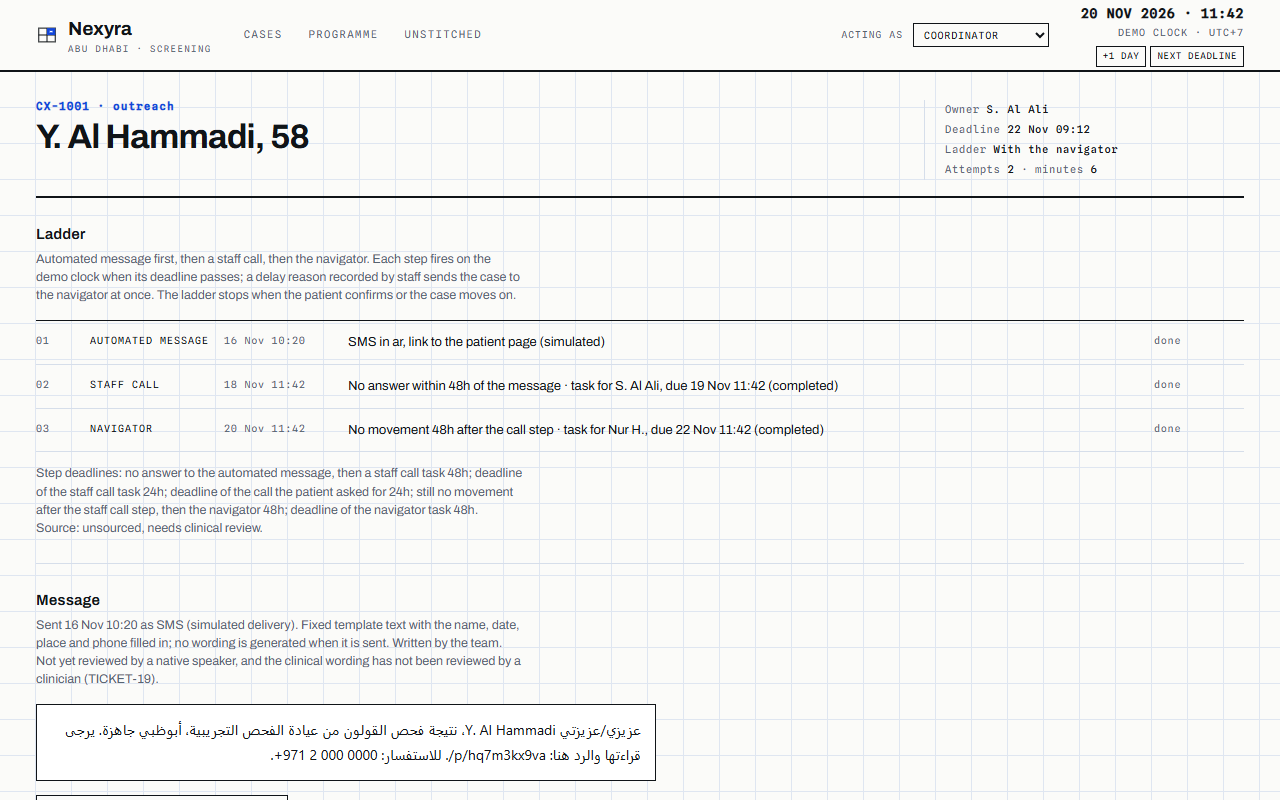 Nexyra
ABU DHABI · SCREENING
CASES PROGRAMME UNSTITCHED
ACTING AS COORDINATOR
20 NOV 2026 · 11:42
DEMO CLOCK · UTC+7
+1 DAY NEXT DEADLINE
CX-1001 · outreach
Y. Al Hammadi, 58
Owner S. Al Ali
Deadline 22 Nov 09:12
Ladder With the navigator
Attempts 2 · minutes 6
Ladder
Automated message first, then a staff call, then the navigator. Each step fires on the
demo clock when its deadline passes; a delay reason recorded by staff sends the case to
the navigator at once. The ladder stops when the patient confirms or the case moves on.
01 AUTOMATED MESSAGE 16 Nov 10:20 SMS in ar, link to the patient page (simulated) done
02 STAFF CALL 18 Nov 11:42 No answer within 48h of the message · task for S. Al Ali, due 19 Nov 11:42 (completed) done
03 NAVIGATOR 20 Nov 11:42 No movement 48h after the call step · task for Nur H., due 22 Nov 11:42 (completed) done
Step deadlines: no answer to the automated message, then a staff call task 48h; deadline
of the staff call task 24h; deadline of the call the patient asked for 24h; still no movement
after the staff call step, then the navigator 48h; deadline of the navigator task 48h.
Source: unsourced, needs clinical review.
Message
Sent 16 Nov 10:20 as SMS (simulated delivery). Fixed template text with the name, date,
place and phone filled in; no wording is generated when it is sent. Written by the team.
Not yet reviewed by a native speaker, and the clinical wording has not been reviewed by a
clinician (TICKET-19).
عزيزي/عزيزتي Y. Al Hammadi، نتيجة فحص القولون من عيادة الفحص التجريبية، أبوظبي جاهزة. يرجى
قراءتها والرد هنا: /p/hq7m3kx9va. للاستفسار: 0000 000 2 971+.